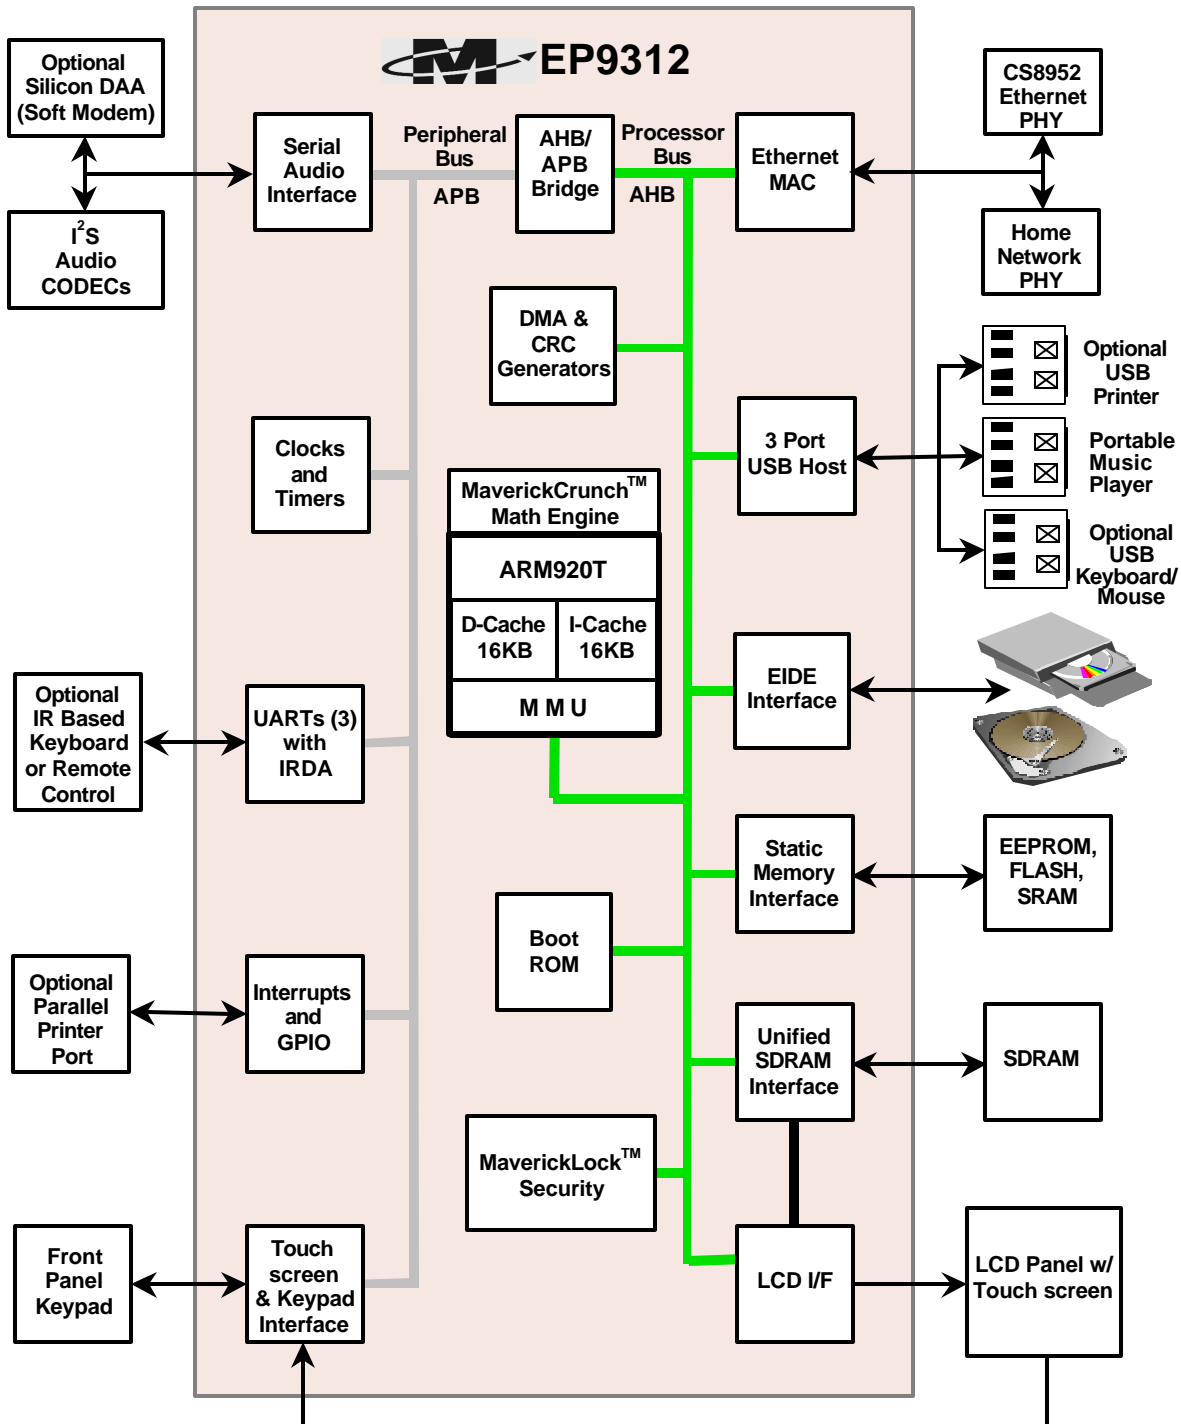 EP9312
Optional
Silicon DAA
(Soft Modem)
I²S
Audio
CODECs
Serial
Audio
Interface
Peripheral
Bus
APB
AHB/
APB
Bridge
Processor
Bus
AHB
Ethernet
MAC
CS8952
Ethernet
PHY
Home
Network
PHY
DMA &
CRC
Generators
Optional
USB
Printer
Clocks
and
Timers
3 Port
USB Host
Portable
Music
Player
MaverickCrunch™
Math Engine
ARM920T
D-Cache
16KB
I-Cache
16KB
M M U
Optional
USB
Keyboard/
Mouse
EIDE
Interface
Optional
IR Based
Keyboard
or Remote
Control
UARTs (3)
with
IRDA
Static
Memory
Interface
EEPROM,
FLASH,
SRAM
Boot
ROM
Optional
Parallel
Printer
Port
Interrupts
and
GPIO
Unified
SDRAM
Interface
SDRAM
MaverickLock™
Security
Front
Panel
Keypad
Touch
screen
& Keypad
Interface
LCD I/F
LCD Panel w/
Touch screen